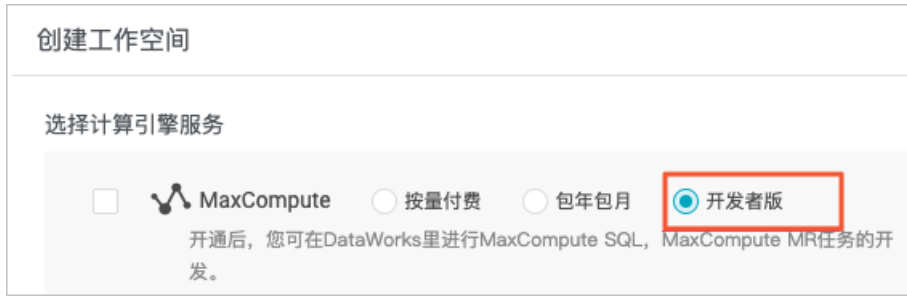 创建工作空间
选择计算引擎服务
MaxCompute 按量付费 包年包月 开发者版
开通后，您可在DataWorks里进行MaxCompute SQL，MaxCompute MR任务的开
发。